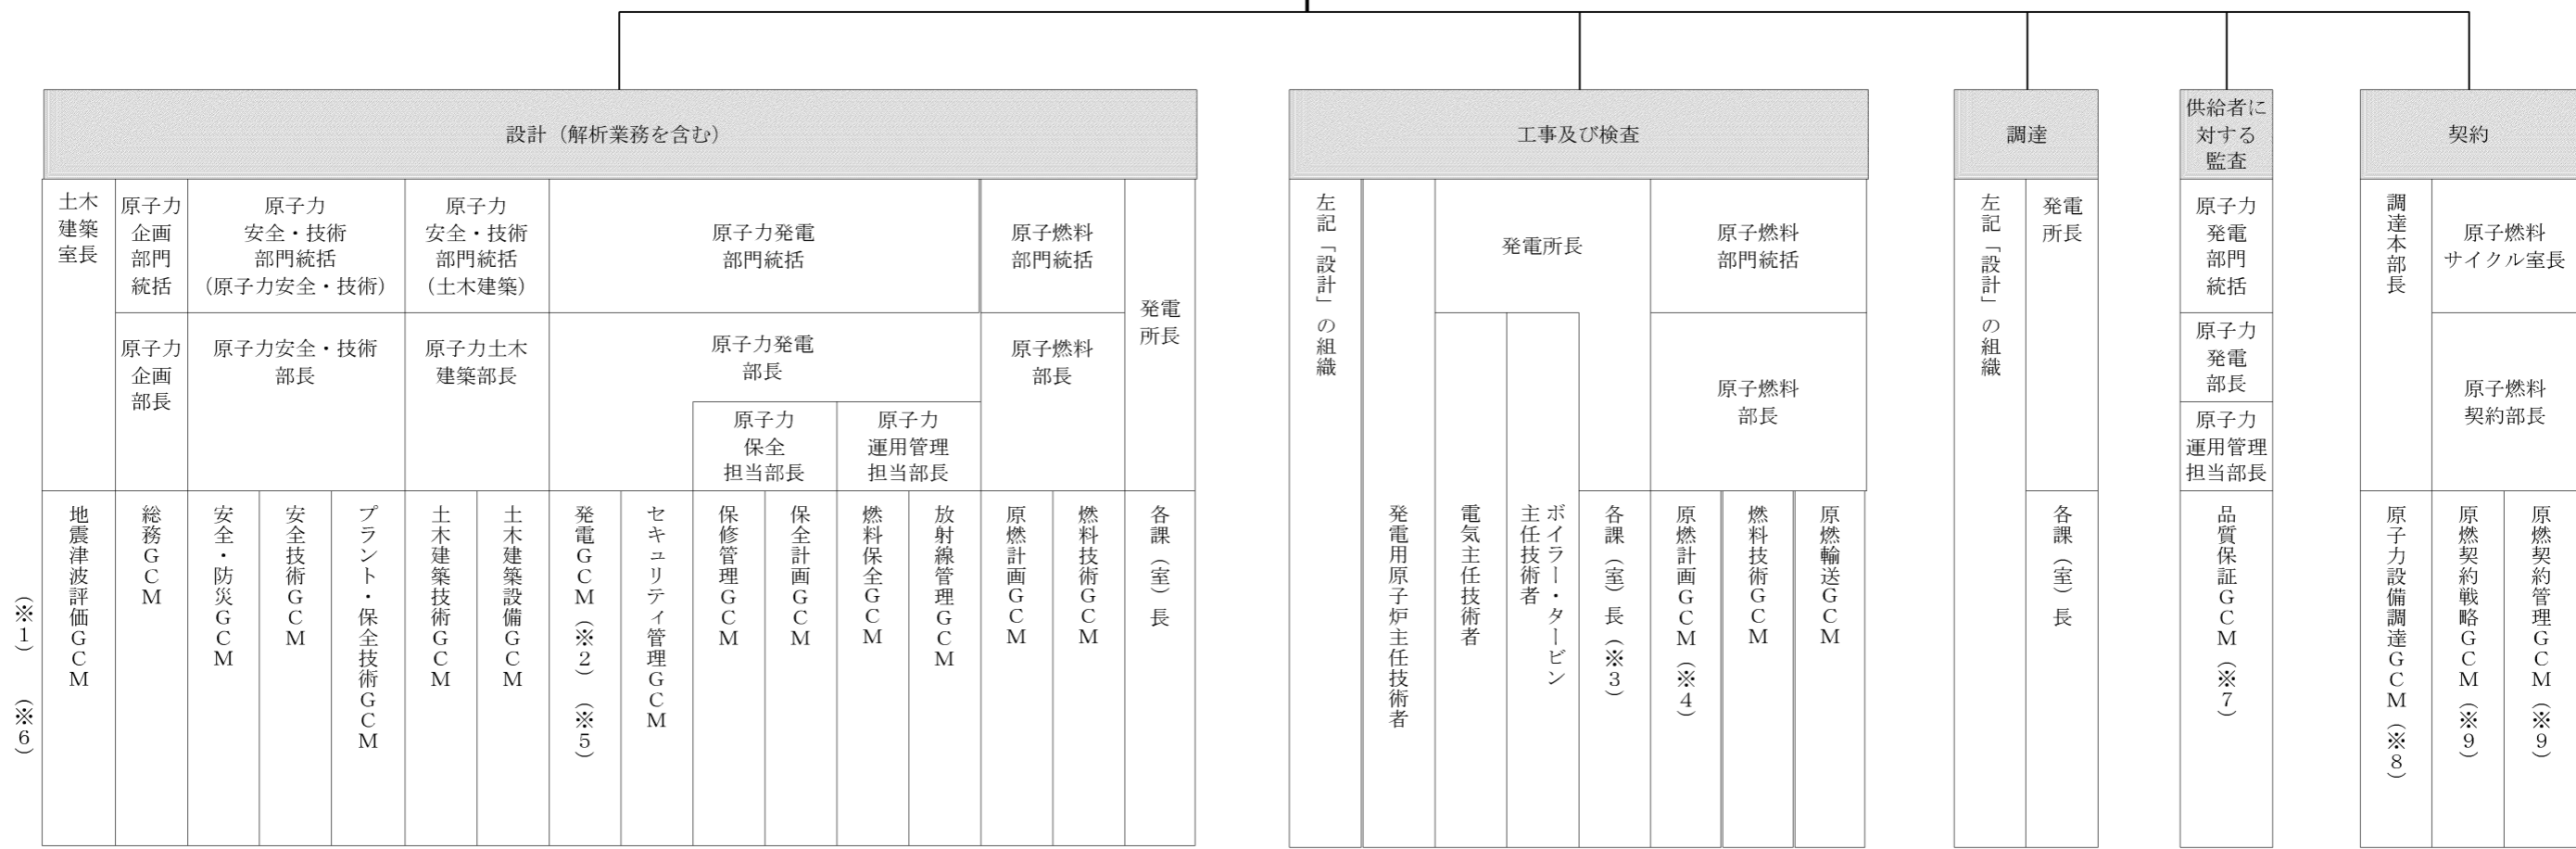 設計（解析業務を含む）
土木
建築
室長
原子力
企画
部門
統括
原子力
安全・技術
部門統括
（原子力安全・技術）
原子力
安全・技術
部門統括
（土木建築）
原子力発電
部門統括
原子燃料
部門統括
発電
所長
原子力
企画
部長
原子力安全・技術
部長
原子力土木
建築部長
原子力発電
部長
原子燃料
部長
原子力
保全
担当部長
原子力
運用管理
担当部長
（※１）　（※６）
地震津波評価ＧＣＭ
総務ＧＣＭ
安全・防災ＧＣＭ
安全技術ＧＣＭ
プラント・保全技術ＧＣＭ
土木建築技術ＧＣＭ
土木建築設備ＧＣＭ
発電ＧＣＭ（※２）（※５）
セキュリティ管理ＧＣＭ
保修管理ＧＣＭ
保全計画ＧＣＭ
燃料保全ＧＣＭ
放射線管理ＧＣＭ
原燃計画ＧＣＭ
燃料技術ＧＣＭ
各課（室）長
工事及び検査
左記「設計」の組織
発電所長
原子燃料
部門統括
原子燃料
部長
発電用原子炉主任技術者
電気主任技術者
ボイラー・タービン
主任技術者
各課（室）長（※３）
原燃計画ＧＣＭ（※４）
燃料技術ＧＣＭ
原燃輸送ＧＣＭ
調達
左記「設計」の組織
発電
所長
各課（室）長
供給者に
対する
監査
原子力
発電
部門
統括
原子力
発電
部長
原子力
運用管理
担当部長
品質保証ＧＣＭ（※７）
契約
調達本部長
原子燃料
サイクル室長
原子燃料
契約部長
原子力設備調達ＧＣＭ（※８）
原燃契約戦略ＧＣＭ（※９）
原燃契約管理ＧＣＭ（※９）